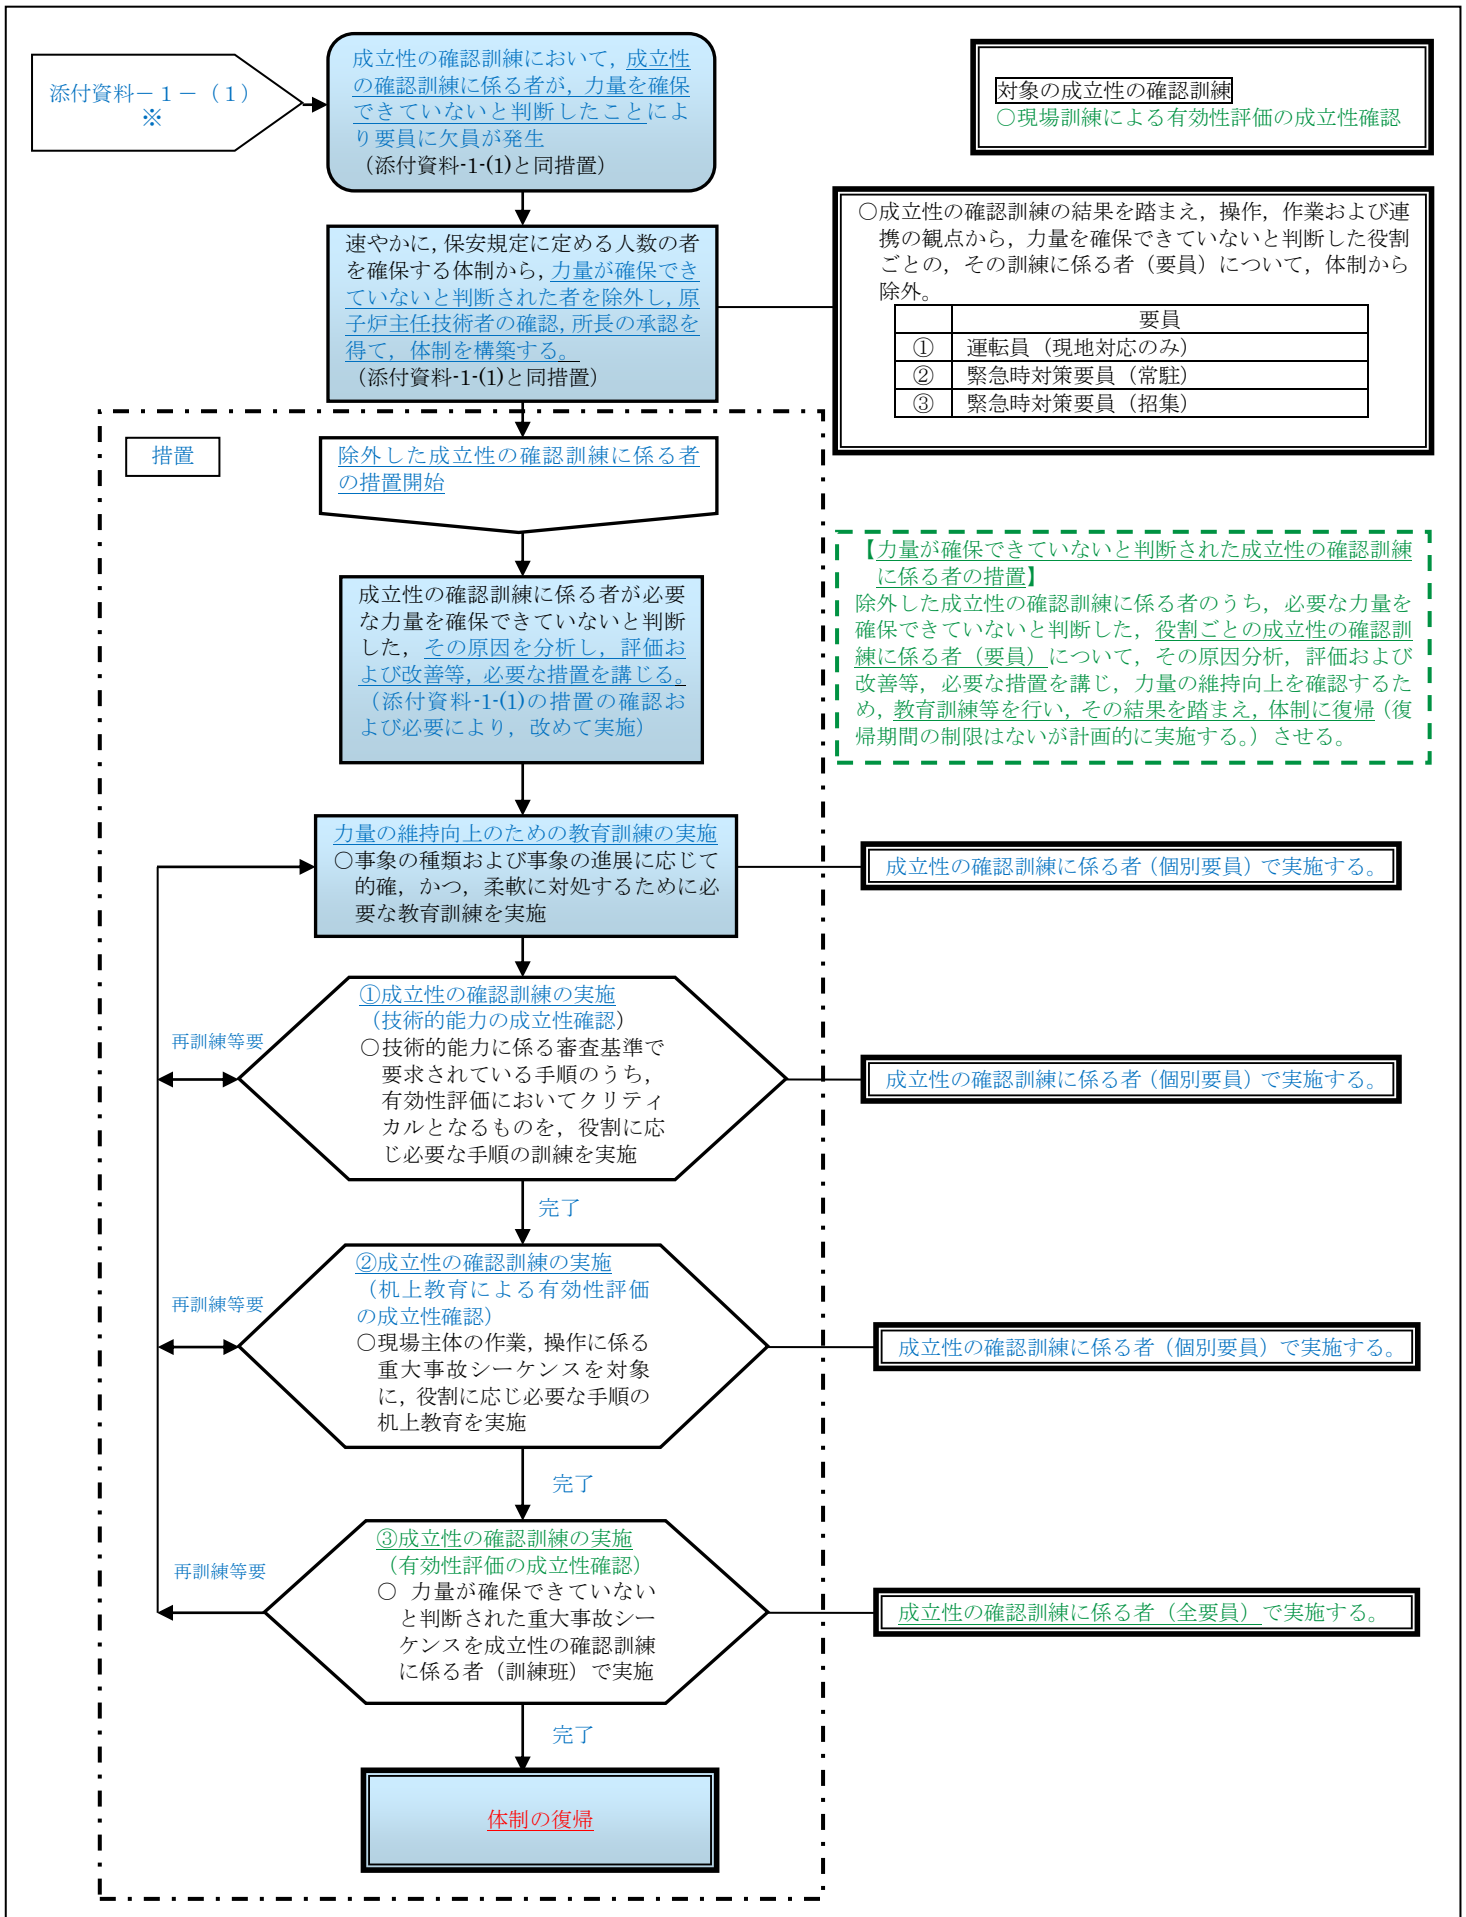 添付資料－１－（１）
※
成立性の確認訓練において，成立性
の確認訓練に係る者が，力量を確保
できていないと判断したことによ
り要員に欠員が発生
（添付資料-1-(1)と同措置）
対象の成立性の確認訓練
○現場訓練による有効性評価の成立性確認
速やかに，保安規定に定める人数の者
を確保する体制から，力量が確保でき
ていないと判断された者を除外し，原
子炉主任技術者の確認，所長の承認を
得て，体制を構築する。
（添付資料-1-(1)と同措置）
○成立性の確認訓練の結果を踏まえ，操作，作業および連
携の観点から，力量を確保できていないと判断した役割
ごとの，その訓練に係る者（要員）について，体制から
除外。
要員
① 運転員（現地対応のみ）
② 緊急時対策要員（常駐）
③ 緊急時対策要員（招集）
措置
除外した成立性の確認訓練に係る者
の措置開始
成立性の確認訓練に係る者が必要
な力量を確保できていないと判断
した，その原因を分析し，評価お
よび改善等，必要な措置を講じる。
（添付資料-1-(1)の措置の確認お
よび必要により，改めて実施）
【力量が確保できていないと判断された成立性の確認訓練
に係る者の措置】
除外した成立性の確認訓練に係る者のうち，必要な力量を
確保できていないと判断した，役割ごとの成立性の確認訓
練に係る者（要員）について，その原因分析，評価および
改善等，必要な措置を講じ，力量の維持向上を確認するた
め，教育訓練等を行い，その結果を踏まえ，体制に復帰（復
帰期間の制限はないが計画的に実施する。）させる。
力量の維持向上のための教育訓練の実施
○事象の種類および事象の進展に応じて
的確，かつ，柔軟に対処するために必
要な教育訓練を実施
成立性の確認訓練に係る者（個別要員）で実施する。
①成立性の確認訓練の実施
（技術的能力の成立性確認）
○技術的能力に係る審査基準で
要求されている手順のうち，
有効性評価においてクリティ
カルとなるものを，役割に応
じ必要な手順の訓練を実施
再訓練等要
成立性の確認訓練に係る者（個別要員）で実施する。
完了
②成立性の確認訓練の実施
（机上教育による有効性評価
の成立性確認）
○現場主体の作業，操作に係る
重大事故シーケンスを対象
に，役割に応じ必要な手順の
机上教育を実施
再訓練等要
成立性の確認訓練に係る者（個別要員）で実施する。
完了
③成立性の確認訓練の実施
（有効性評価の成立性確認）
○ 力量が確保できていない
と判断された重大事故シー
ケンスを成立性の確認訓練
に係る者（訓練班）で実施
再訓練等要
成立性の確認訓練に係る者（全要員）で実施する。
完了
体制の復帰